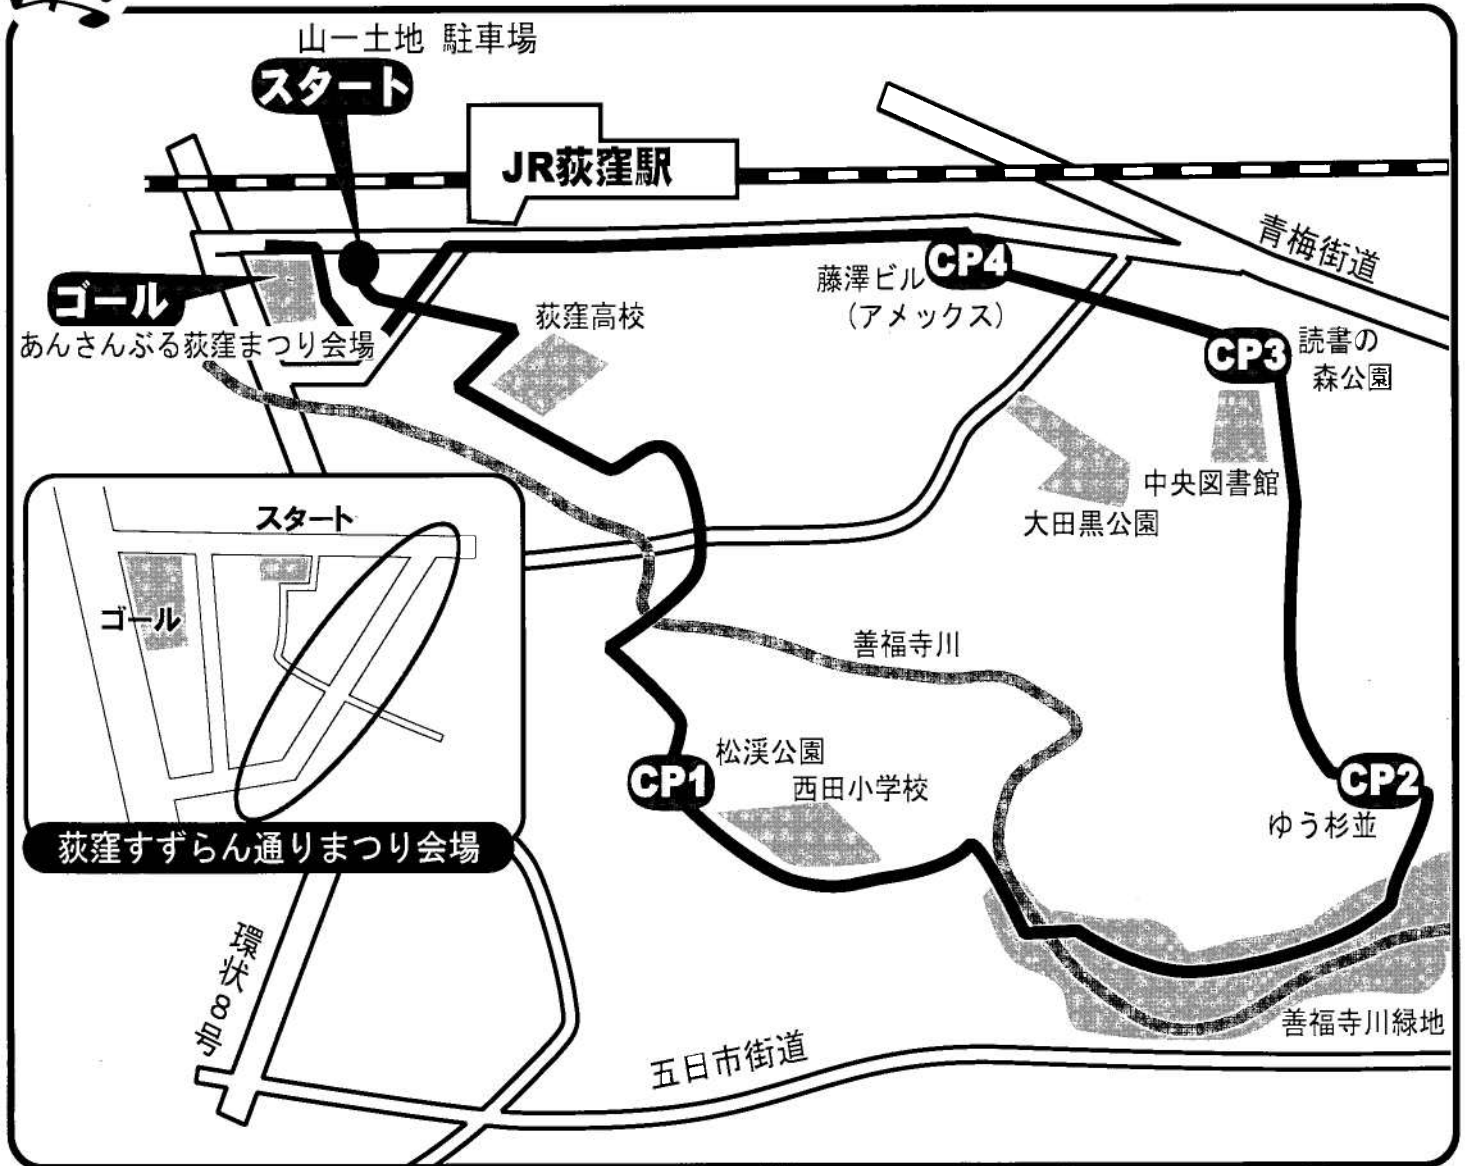 山一土地 駐車場
スタート
JR荻窪駅
青梅街道
ゴール
あんさんぶる荻窪まつり会場
荻窪高校
藤澤ビル
(アメックス)
CP4
CP3
読書の
森公園
中央図書館
大田黒公園
スタート
ゴール
荻窪すずらん通りまつり会場
善福寺川
CP1
松渓公園
西田小学校
CP2
ゆう杉並
環状8号
善福寺川緑地
五日市街道